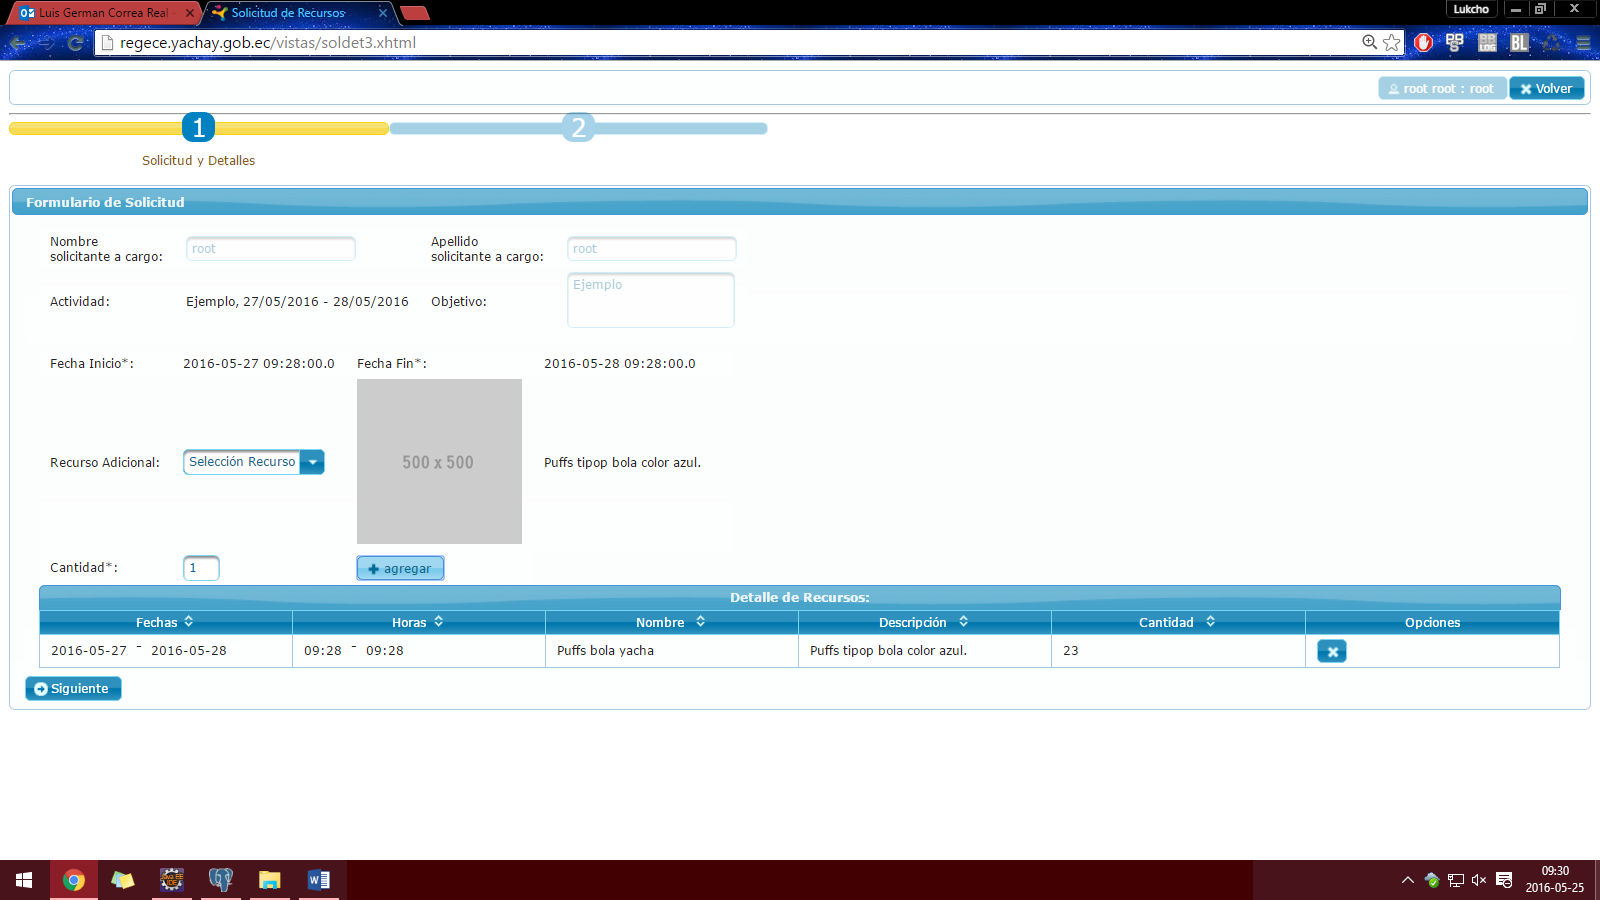 Luis German Correa Real
Solicitud de Recursos
Lukcho
regece.yachay.gob.ec/vistas/soldet3.xhtml
BL
root root : root
Volver
1
2
Solicitud y Detalles
Formulario de Solicitud
Nombre
solicitante a cargo:
root
Apellido
solicitante a cargo:
root
Actividad:
Ejemplo, 27/05/2016 - 28/05/2016
Objetivo:
Ejemplo
Fecha Inicio*:
2016-05-27 09:28:00.0
Fecha Fin*:
2016-05-28 09:28:00.0
Recurso Adicional:
Selección Recurso
500 x 500
Puffs tipop bola color azul.
Cantidad*:
1
agregar
Detalle de Recursos:
Fechas Horas Nombre Descripción Cantidad Opciones
2016-05-27 - 2016-05-28 09:28 - 09:28 Puffs bola yacha Puffs tipop bola color azul. 23
Siguiente
09:30
2016-05-25